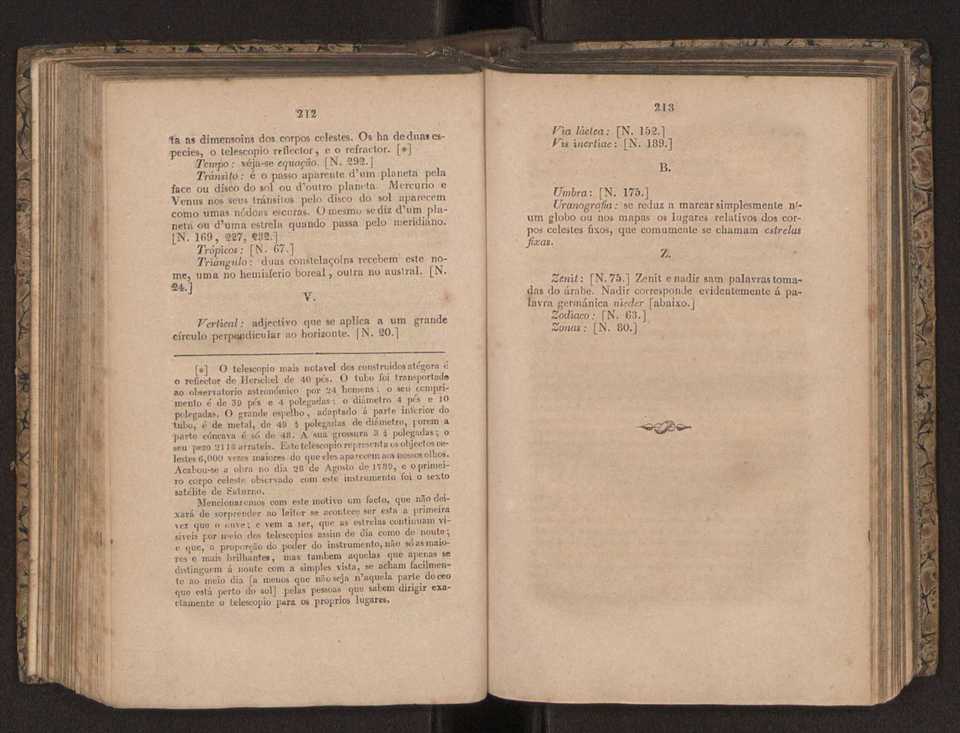 212
ta as dimensoins dos corpos celestes. Os ha de duas es-
pecies, o telescopio reflector, e o refractor. [*]
Tempo: véja-se equação. [N. 292.]
Trânsito: é o passo aparente d'um planeta pela
face ou disco do sol ou d'outro planeta. Mercurio e
Venus nos seus trânsitos pelo disco do sol aparecem
como umas nódoas escuras. O mesmo se diz d'um pla-
neta ou d'uma estrela quando passa pelo meridiâno.
[N. 169, 227, 232.]
Trópicos: [N. 67.]
Triangulo: duas constelaçoins recebem este no-
me, uma no hemisferio boreal, outra no austral. [N.
24.]
V.
Vertical: adjectivo que se aplica a um grande
círculo perpendicular ao horizonte. [N. 20.]
[*] O telescopio mais notavel dos construidos atégora é
o reflector de Herschel de 40 pés. O tubo foi transportado
ao observatorio astronómico por 24 homens; o seu compri-
mento é de 39 pés e 4 polegadas; o diâmetro 4 pés e 10
polegadas. O grande espelho, adaptado á parte inferior do
tubo, é de metal, de 49 ½ polegadas de diâmetro, porem a
parte côncava é só de 48. A sua grossura 3 ½ polegadas; o
seu pezo 2118 arrateis. Este telescopio representa os objectos ce-
lestes 6,000 vezes maiores do que eles aparecem aos nossos olhos.
Acabou-se a obra no dia 28 de Agosto de 1789, e o primei-
ro corpo celeste observado com este instrumento foi o sexto
satélite de Saturno.
Mencionaremos com este motivo um facto, que não dei-
xará de sorprender ao leitor se acontece ser esta a primeira
vez que o ouve; e vem a ser, que as estrelas continuam vi-
siveis por meio dos telescopios assim de dia como de noute;
e que, a proporção do poder do instrumento, não só as maio-
res e mais brilhantes, mas tambem aquelas que apenas se
distinguem á noute com a simples vista, se acham facilmen-
te ao meio dia [a menos que não seja n'aquela parte do ceo
que está perto do sol] pelas pessoas que sabem dirigir exa-
ctamente o telescopio para os proprios lugares.
213
Via láctea: [N. 152.]
Vis inertiae: [N. 189.]
B.
Umbra: [N. 175.]
Uranografia: se reduz a marcar simplesmente n'-
um globo ou nos mapas os lugares relativos dos cor-
pos celestes fixos, que comumente se chamam estrelas
fixas.
Z.
Zenit: [N. 75.] Zenit e nadir sam palavras toma-
das do árabe. Nadir corresponde evidentemente á pa-
lavra germánica nieder [abaixo.]
Zodiaco: [N. 63.]
Zonas: [N. 80.]